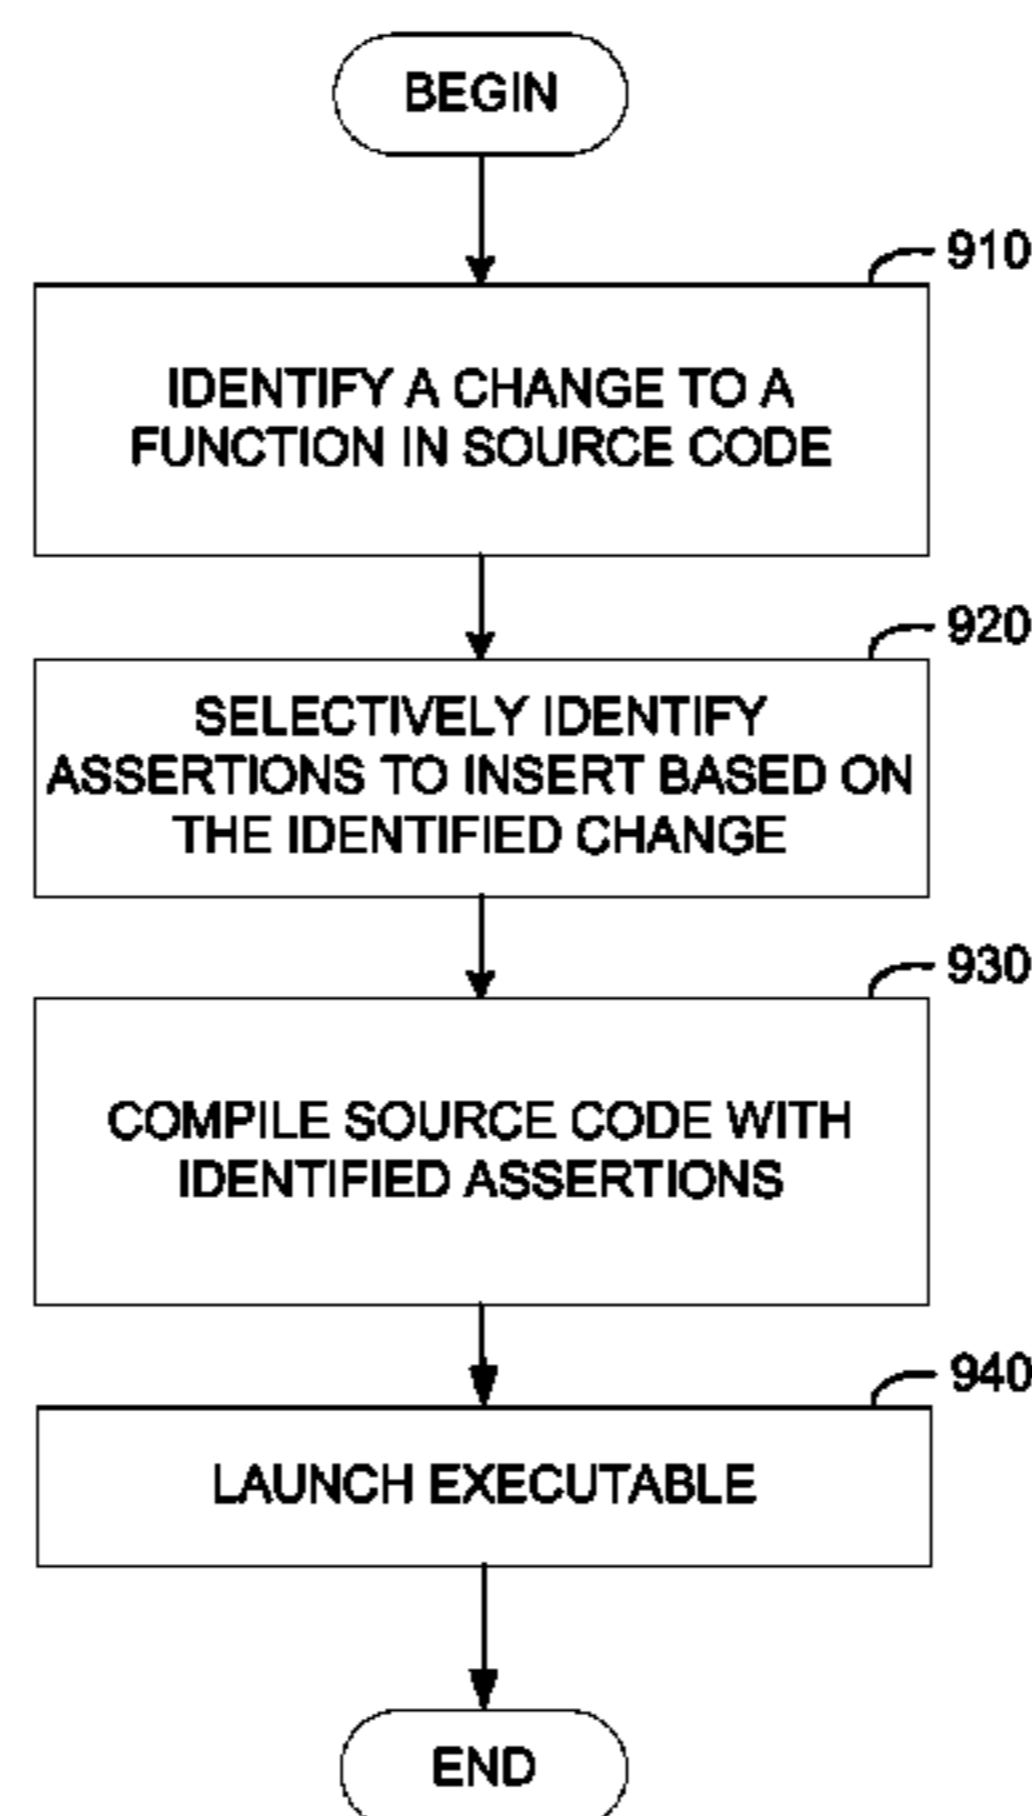 BEGIN
910
IDENTIFY A CHANGE TO A
FUNCTION IN SOURCE CODE
920
SELECTIVELY IDENTIFY
ASSERTIONS TO INSERT BASED ON
THE IDENTIFIED CHANGE
930
COMPILE SOURCE CODE WITH
IDENTIFIED ASSERTIONS
940
LAUNCH EXECUTABLE
END